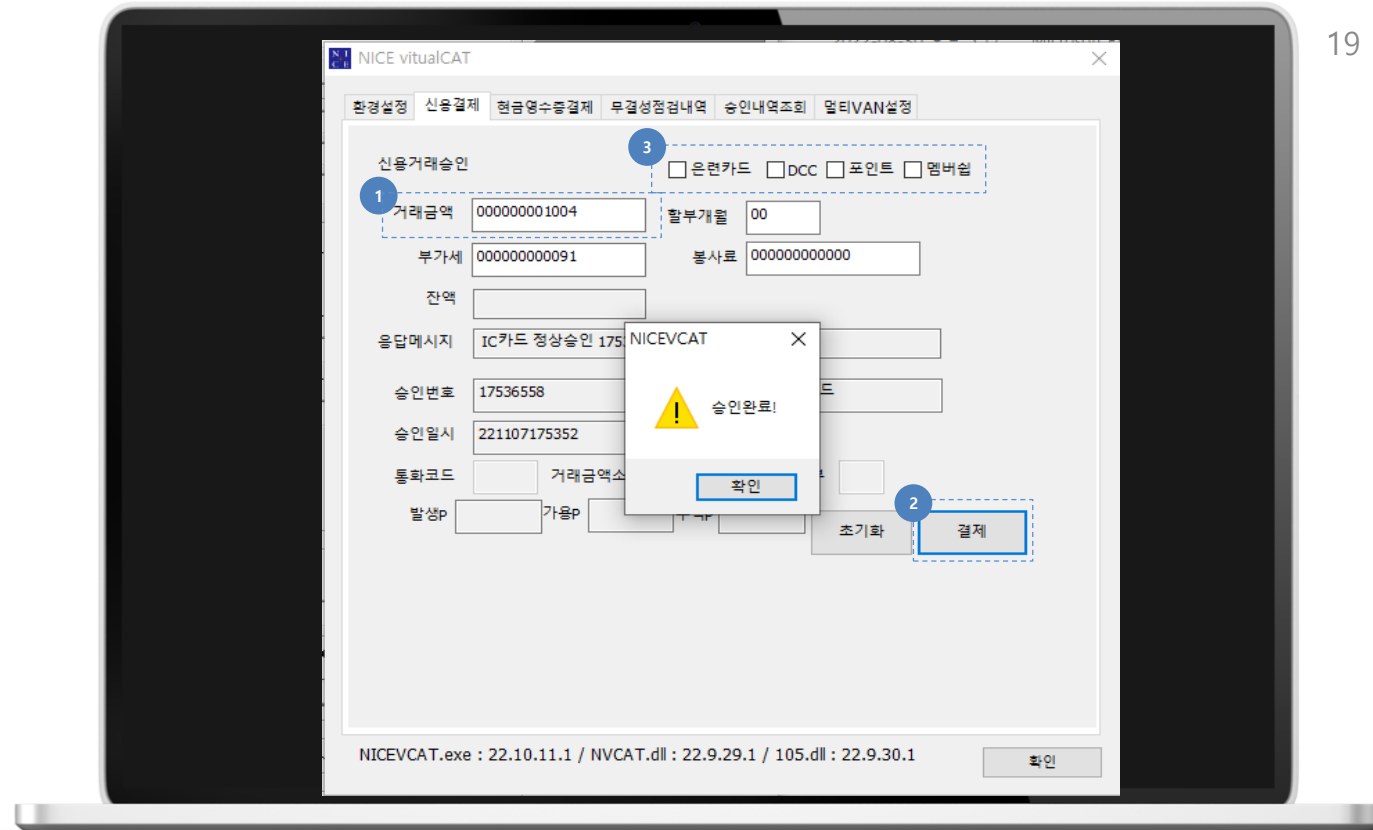 19
NICE vitualCAT
환경설정 신용결제 현금영수증결제 무결성점검내역 승인내역조회 멀티VAN설정
3
신용거래승인 은련카드 DCC 포인트 멤버쉽
1
거래금액 000000001004 할부개월 00
부가세 000000000091 봉사료 000000000000
잔액
응답메시지 IC카드 정상승인 175
NICEVCAT
승인번호 17536558 드
승인완료!
승인일시 221107175352
통화코드 거래금액소
확인
2
발생P 가용P
초기화 결제
NICEVCAT.exe : 22.10.11.1 / NVCAT.dll : 22.9.29.1 / 105.dll : 22.9.30.1 확인